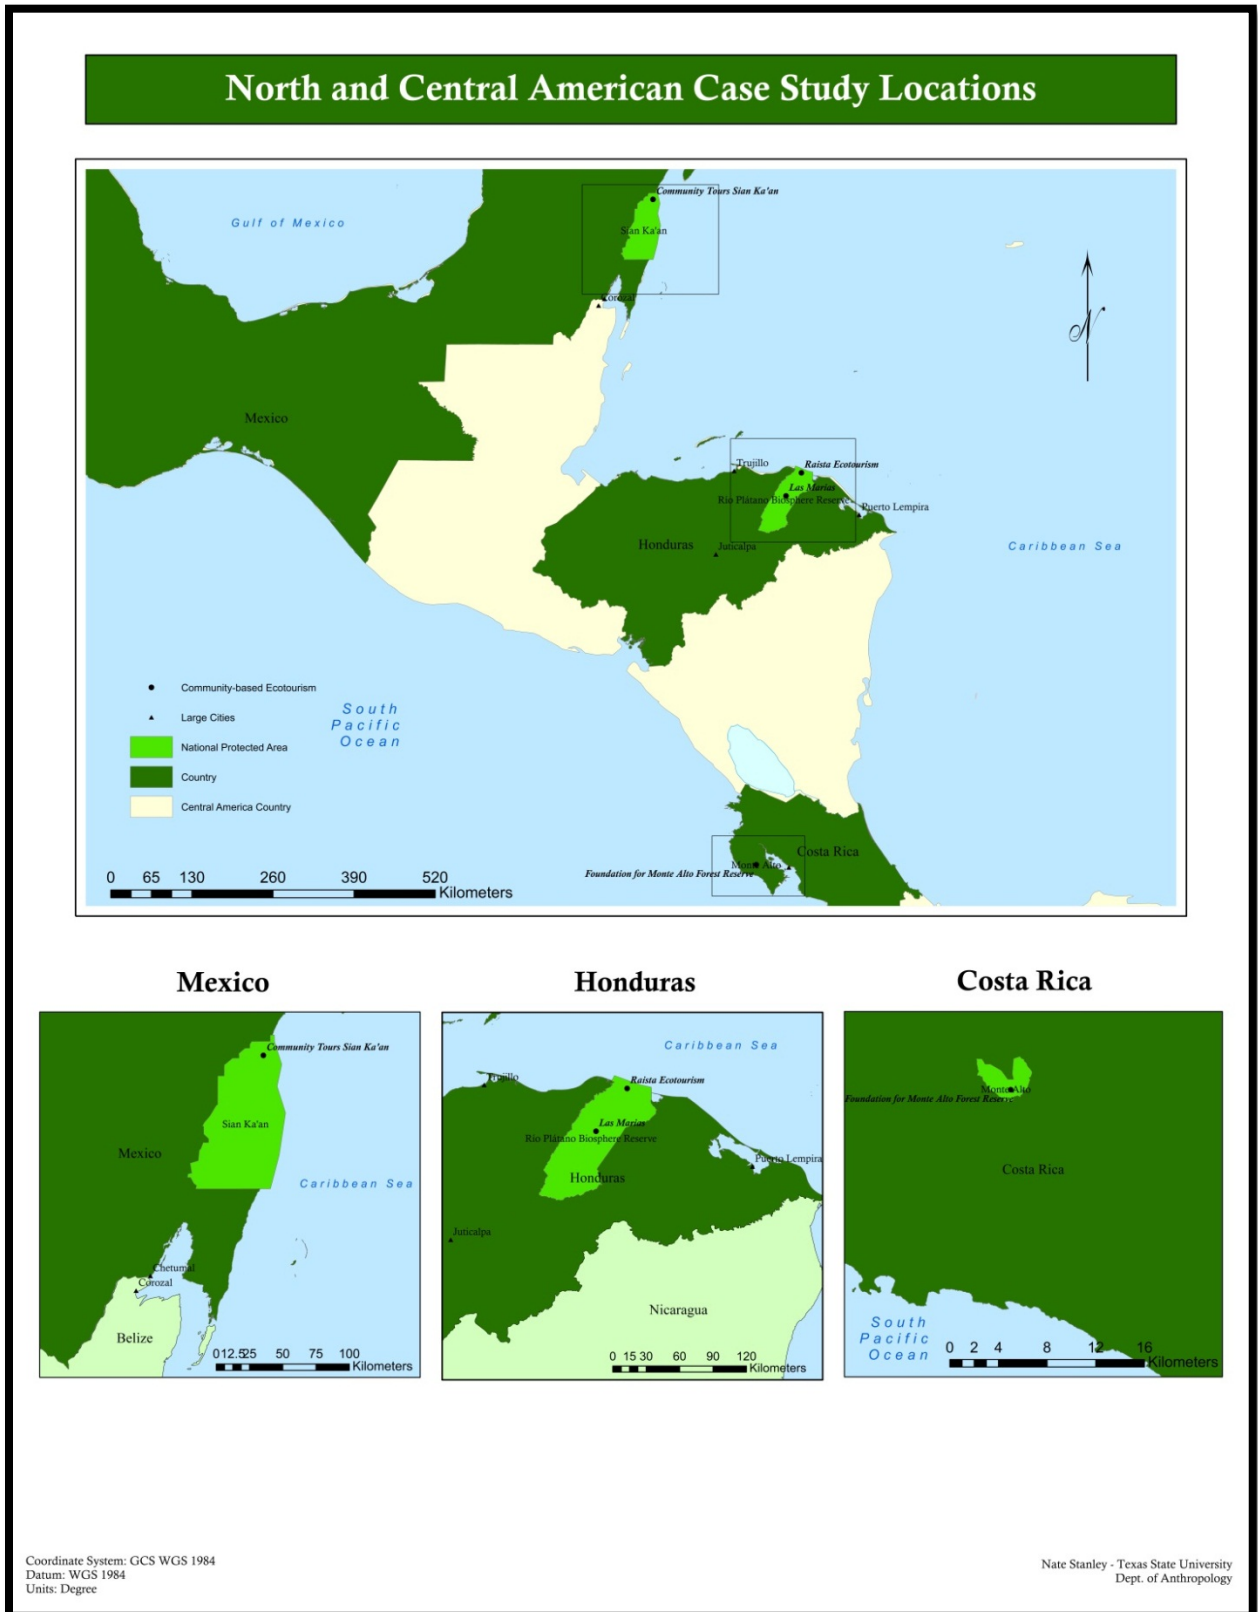 North and Central American Case Study Locations
Gulf of Mexico
Community Tours Sian Ka'an
Sian Ka'an
Corozal
N
Mexico
Trujillo
Raista Ecotourism
Las Marias
Río Plátano Biosphere Reserve
Puerto Lempira
Honduras
Juticalpa
Caribbean Sea
Community-based Ecotourism
Large Cities
National Protected Area
Country
Central America Country
South
Pacific
Ocean
Costa Rica
Monte Alto
Foundation for Monte Alto Forest Reserve
0 65 130 260 390 520
Kilometers
Mexico
Community Tours Sian Ka'an
Sian Ka'an
Mexico
Caribbean Sea
Chetumal
Corozal
Belize
0 12.5 25 50 75 100
Kilometers
Honduras
Caribbean Sea
Trujillo
Raista Ecotourism
Las Marias
Río Plátano Biosphere Reserve
Puerto Lempira
Honduras
Juticalpa
Nicaragua
0 15 30 60 90 120
Kilometers
Costa Rica
Monte Alto
Foundation for Monte Alto Forest Reserve
Costa Rica
South
Pacific
Ocean
0 2 4 8 12 16
Kilometers
Coordinate System: GCS WGS 1984
Datum: WGS 1984
Units: Degree
Nate Stanley - Texas State University
Dept. of Anthropology